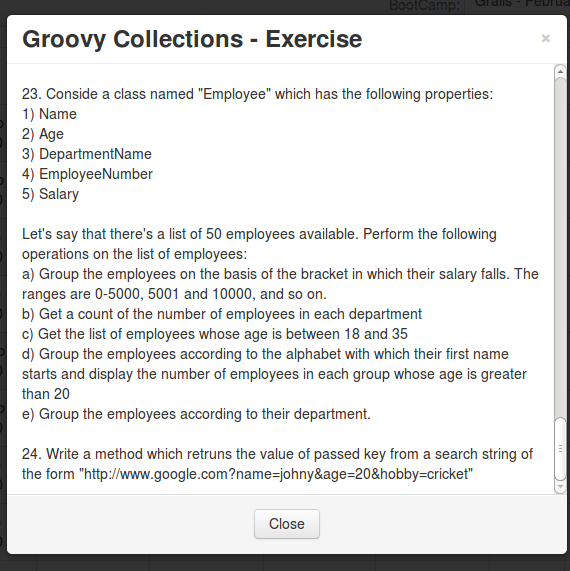 BootCamp:
Grails - Februa
Groovy Collections - Exercise
×
23. Conside a class named "Employee" which has the following properties:
1) Name
2) Age
3) DepartmentName
4) EmployeeNumber
5) Salary
Let's say that there's a list of 50 employees available. Perform the following
operations on the list of employees:
a) Group the employees on the basis of the bracket in which their salary falls. The
ranges are 0-5000, 5001 and 10000, and so on.
b) Get a count of the number of employees in each department
c) Get the list of employees whose age is between 18 and 35
d) Group the employees according to the alphabet with which their first name
starts and display the number of employees in each group whose age is greater
than 20
e) Group the employees according to their department.
24. Write a method which retruns the value of passed key from a search string of
the form "http://www.google.com?name=johny&age=20&hobby=cricket"
Close